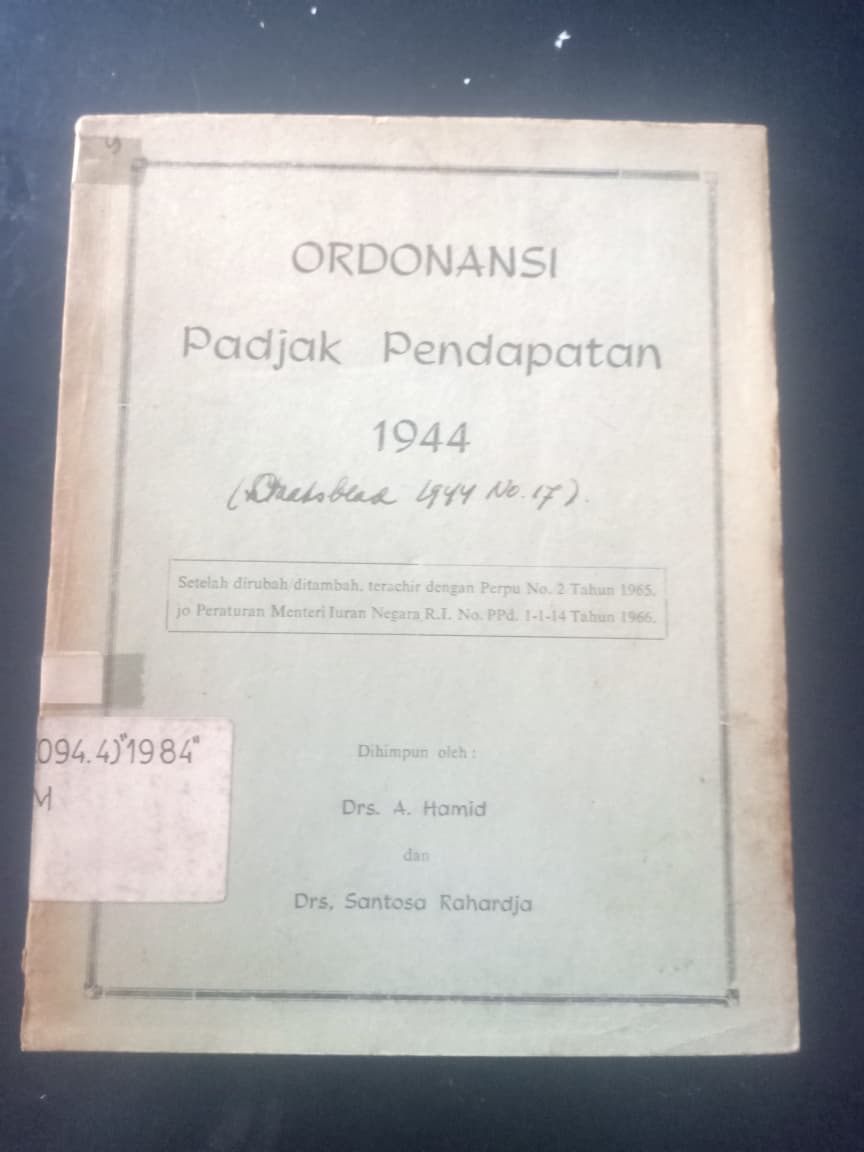 ORDONANSI
Padjak Pendapatan
1944
(Staatsblad 1944 No. 17).
Setelah dirubah/ditambah, terachir dengan Perpu No. 2 Tahun 1965.
jo Peraturan Menteri Iuran Negara R.I. No. PPd. 1-1-14 Tahun 1966.
094.4)"1984"
M
Dihimpun oleh :
Drs. A. Hamid
dan
Drs, Santosa Rahardja